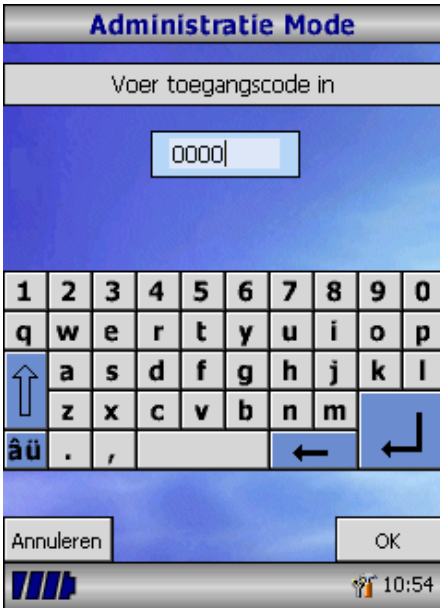 Administratie Mode
Voer toegangscode in
0000
1 2 3 4 5 6 7 8 9 0
q w e r t y u i o p
a s d f g h j k l
z x c v b n m
âü . ,
Annuleren OK
10:54